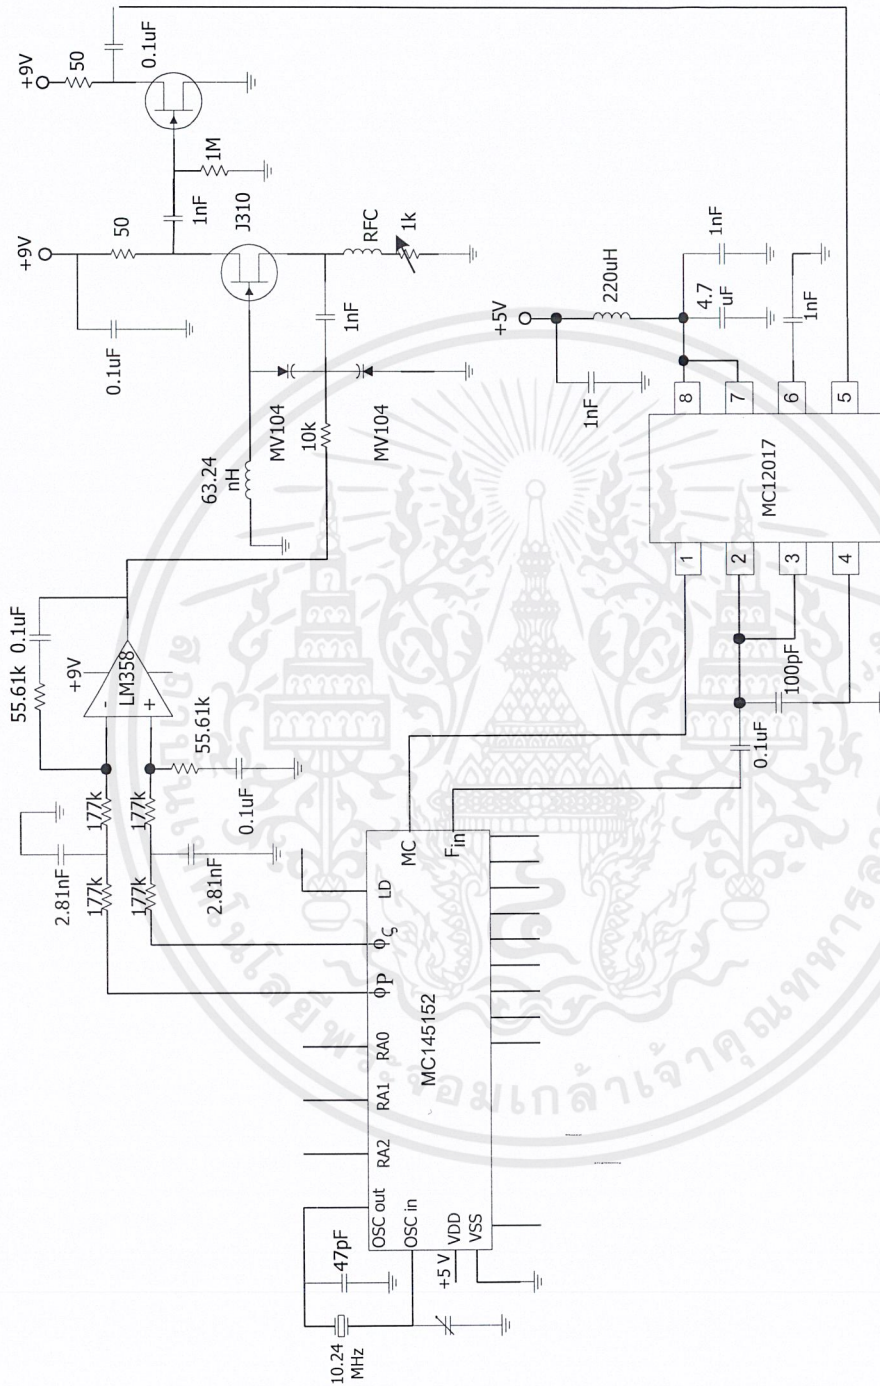 +9V
50
0.1uF
1M
+9V
50
1nF
J310
0.1uF
RFC
1k
1nF
MV104
10k
MV104
63.24
nH
55.61k
0.1uF
+9V
LM358
-
+
55.61k
0.1uF
177k
177k
177k
177k
2.81nF
2.81nF
+5V
220uH
1nF
4.7
uF
1nF
1nF
8
7
6
5
MC12017
1
2
3
4
100pF
0.1uF
MC
Fin
LD
ϕς
ϕP
RA0
RA1
RA2
MC145152
OSC out
OSC in
VDD
VSS
+5 V
47pF
10.24
MHz